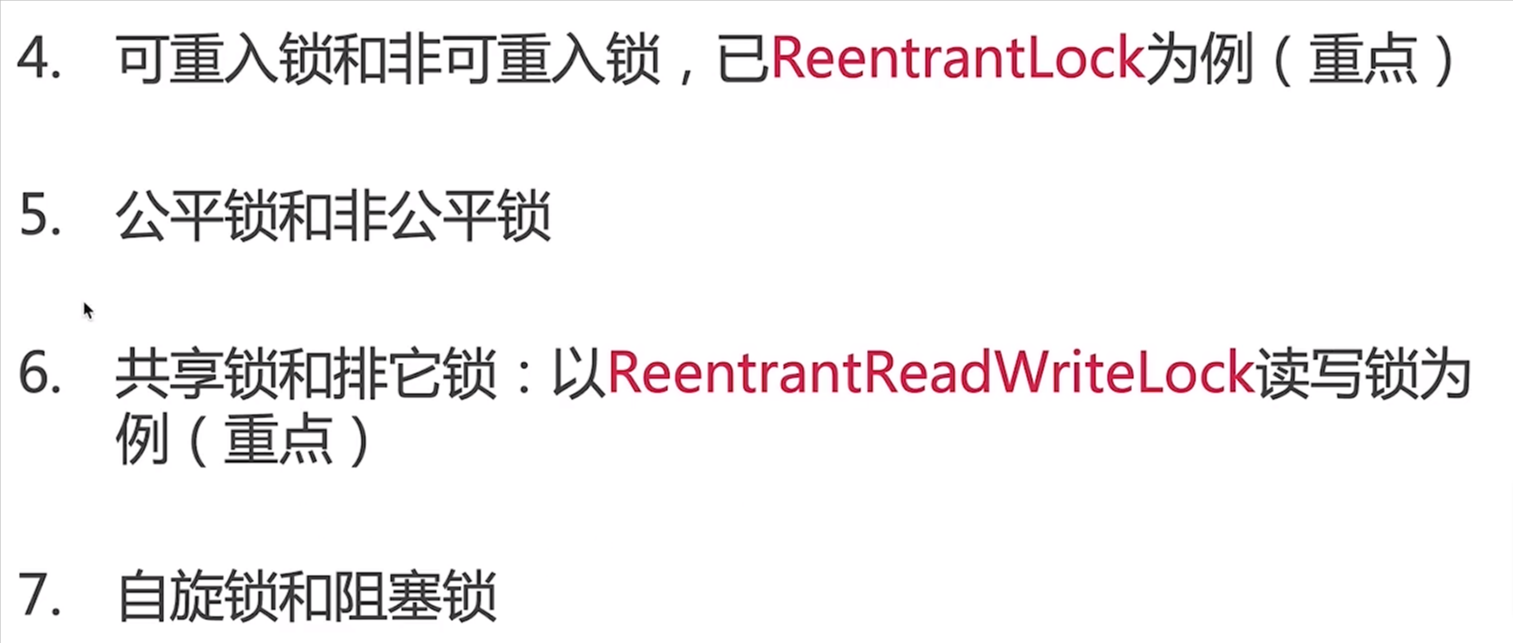 4. 可重入锁和非可重入锁，已ReentrantLock为例（重点）
5. 公平锁和非公平锁
6. 共享锁和排它锁：以ReentrantReadWriteLock读写锁为
例（重点）
7. 自旋锁和阻塞锁